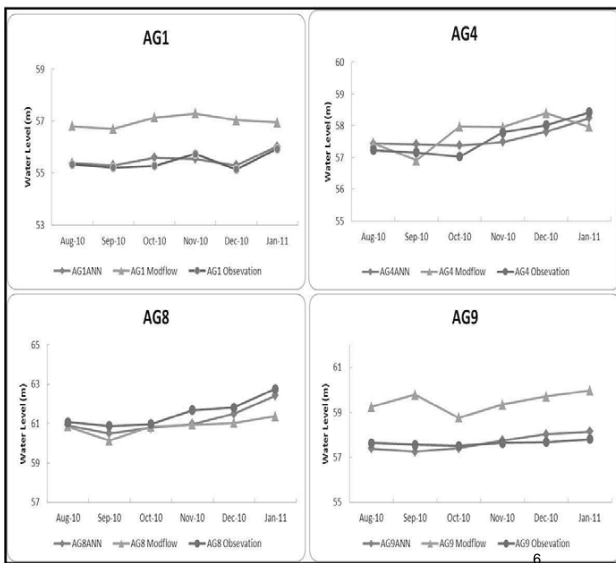 AG1
Water Level (m)
59
57
55
53
Aug-10 Sep-10 Oct-10 Nov-10 Dec-10 Jan-11
AG1ANN AG1 Modflow AG1 Obsevation
AG4
Water Level (m)
60
59
58
57
56
55
Aug-10 Sep-10 Oct-10 Nov-10 Dec-10 Jan-11
AG4ANN AG4 Modflow AG4 Obsevation
AG8
Water Level (m)
65
63
61
59
57
Aug-10 Sep-10 Oct-10 Nov-10 Dec-10 Jan-11
AG8ANN AG8 Modflow AG8 Obsevation
AG9
Water Level (m)
61
59
57
55
Aug-10 Sep-10 Oct-10 Nov-10 Dec-10 Jan-11
AG9ANN AG9 Modflow AG9 Obsevation
6